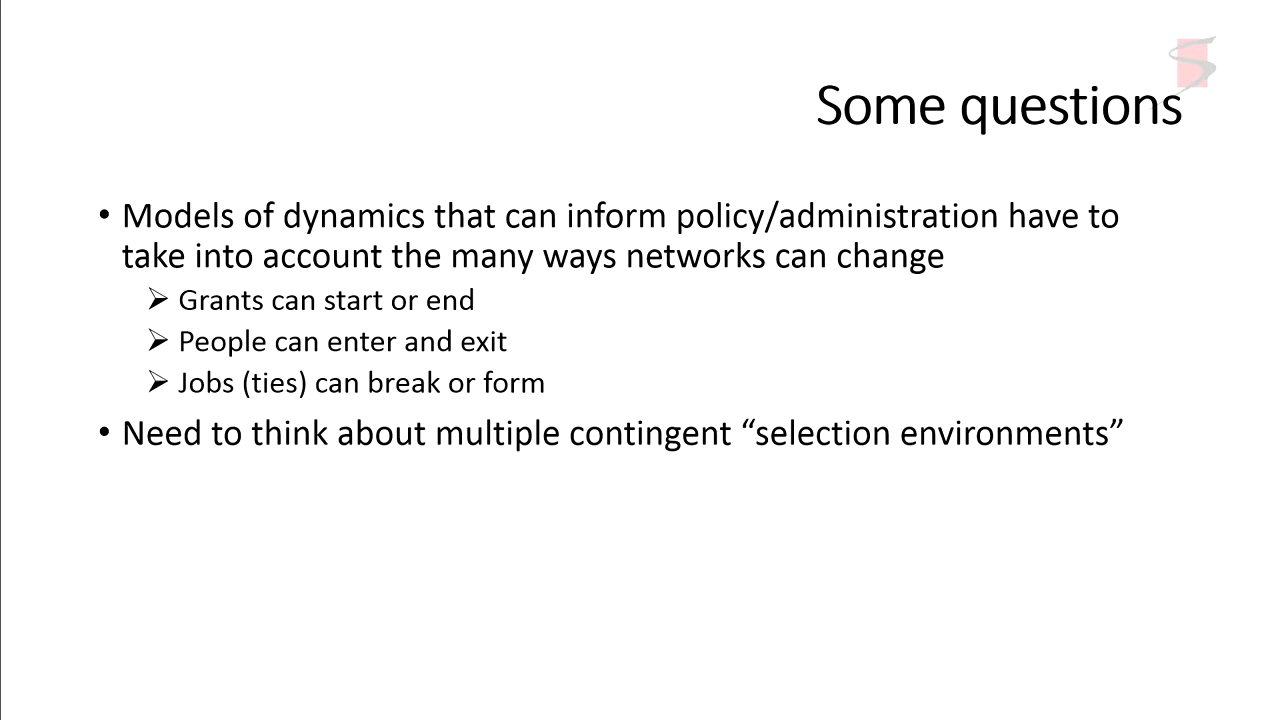 Some questions
• Models of dynamics that can inform policy/administration have to
take into account the many ways networks can change
➢ Grants can start or end
➢ People can enter and exit
➢ Jobs (ties) can break or form
• Need to think about multiple contingent “selection environments”